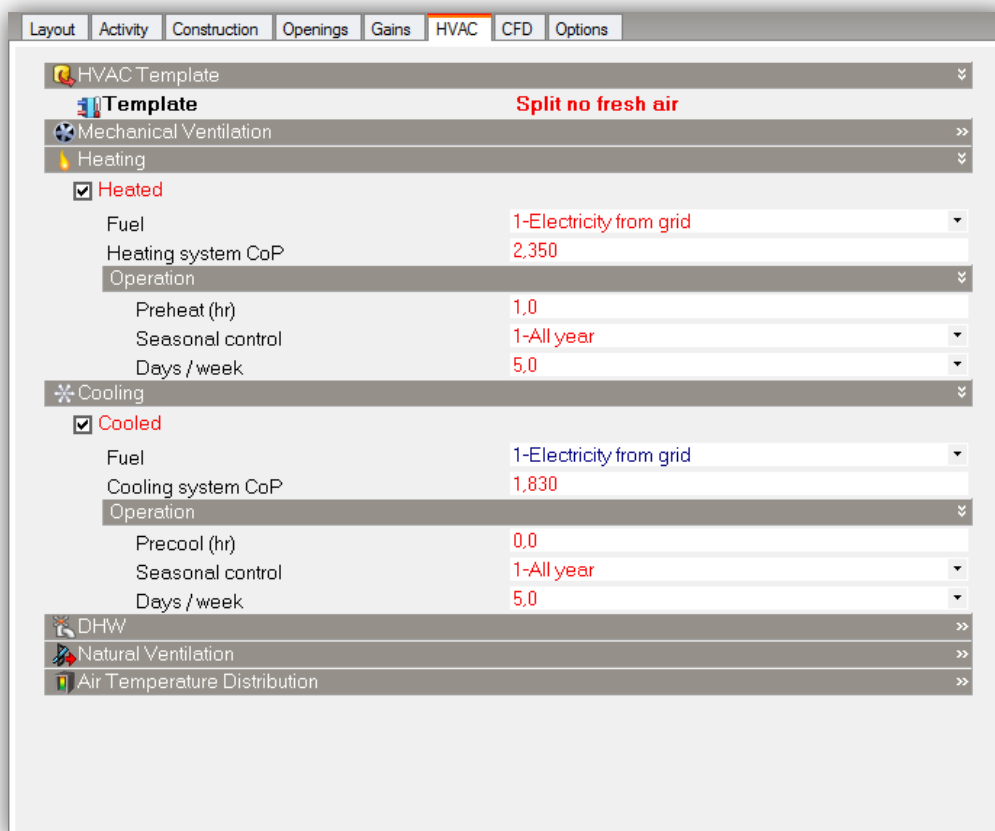 Layout Activity Construction Openings Gains HVAC CFD Options
HVAC Template
Template Split no fresh air
Mechanical Ventilation
Heating
Heated
Fuel 1-Electricity from grid
Heating system CoP 2,350
Operation
Preheat (hr) 1,0
Seasonal control 1-All year
Days / week 5,0
Cooling
Cooled
Fuel 1-Electricity from grid
Cooling system CoP 1,830
Operation
Precool (hr) 0,0
Seasonal control 1-All year
Days / week 5,0
DHW
Natural Ventilation
Air Temperature Distribution